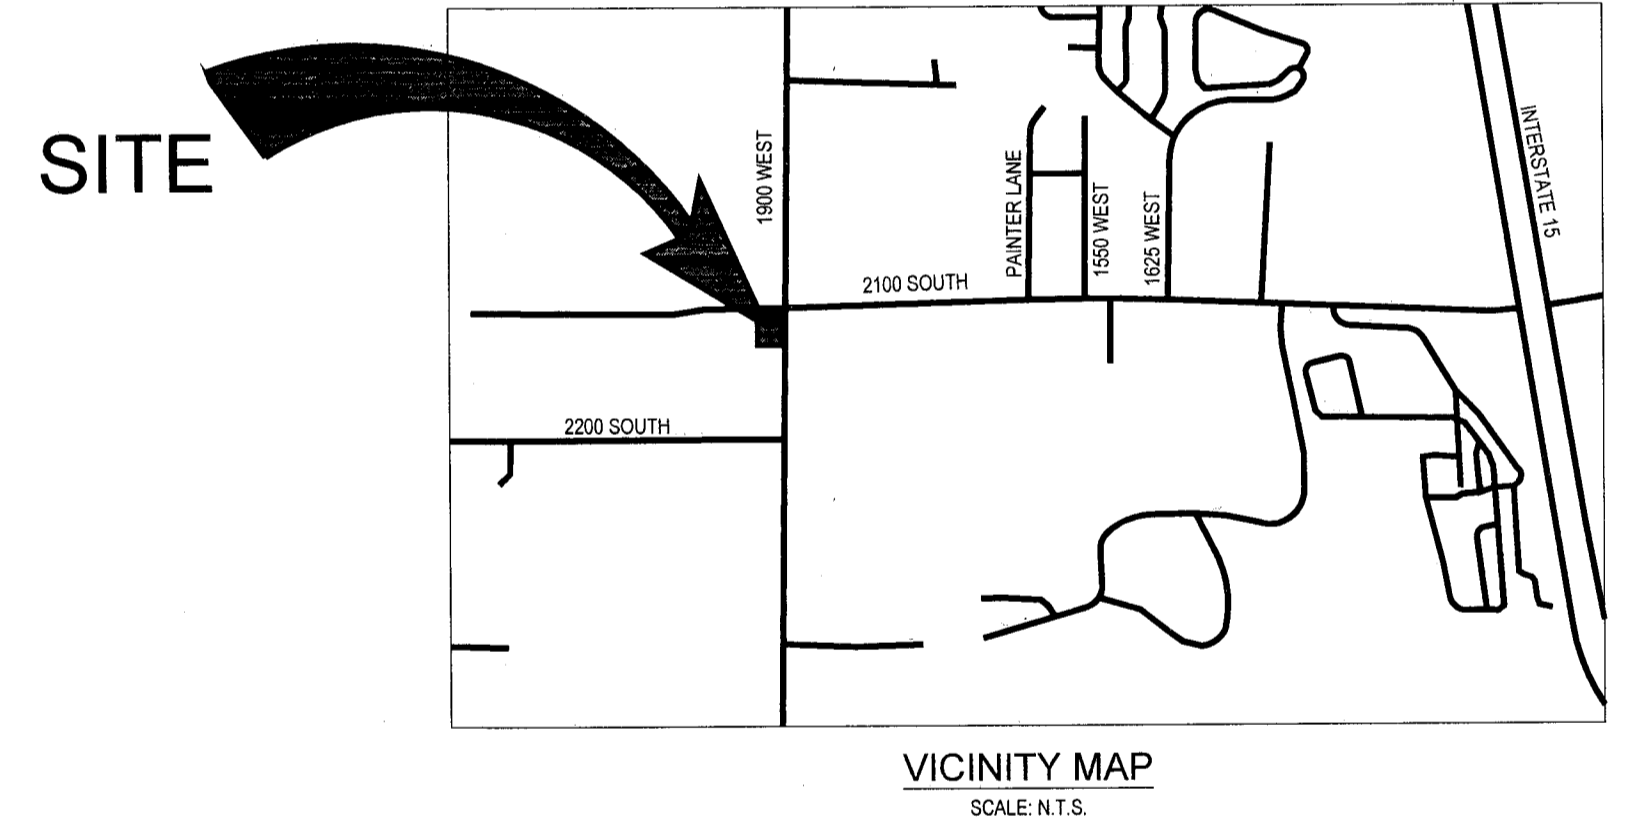 SITE
1900 WEST
INTERSTATE 15
PAINTER LANE
1550 WEST
1625 WEST
2100 SOUTH
2200 SOUTH
VICINITY MAP
SCALE: N.T.S.